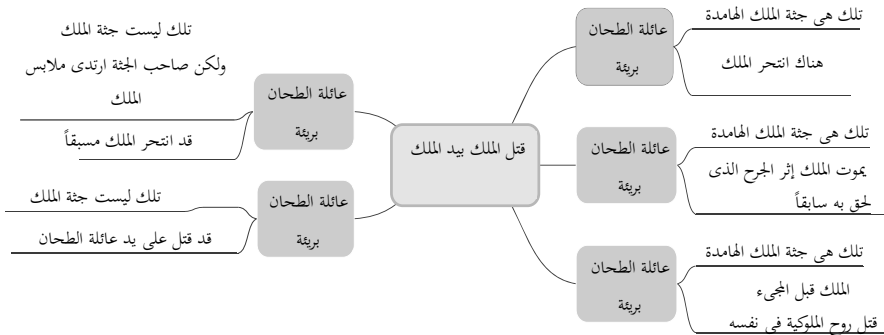 قتل الملك بيد الملك
عائلة الطحان
بريئة
تلك هى جثة الملك الهامدة
هناك انتحر الملك
عائلة الطحان
بريئة
تلك هى جثة الملك الهامدة
يموت الملك إثر الجرح الذى
لحق به سابقاً
عائلة الطحان
بريئة
تلك هى جثة الملك الهامدة
الملك قبل المجىء
قتل روح الملوكية فى نفسه
عائلة الطحان
بريئة
تلك ليست جثة الملك
ولكن صاحب الجثة ارتدى ملابس
الملك
قد انتحر الملك مسبقاً
عائلة الطحان
بريئة
تلك ليست جثة الملك
قد قتل على يد عائلة الطحان